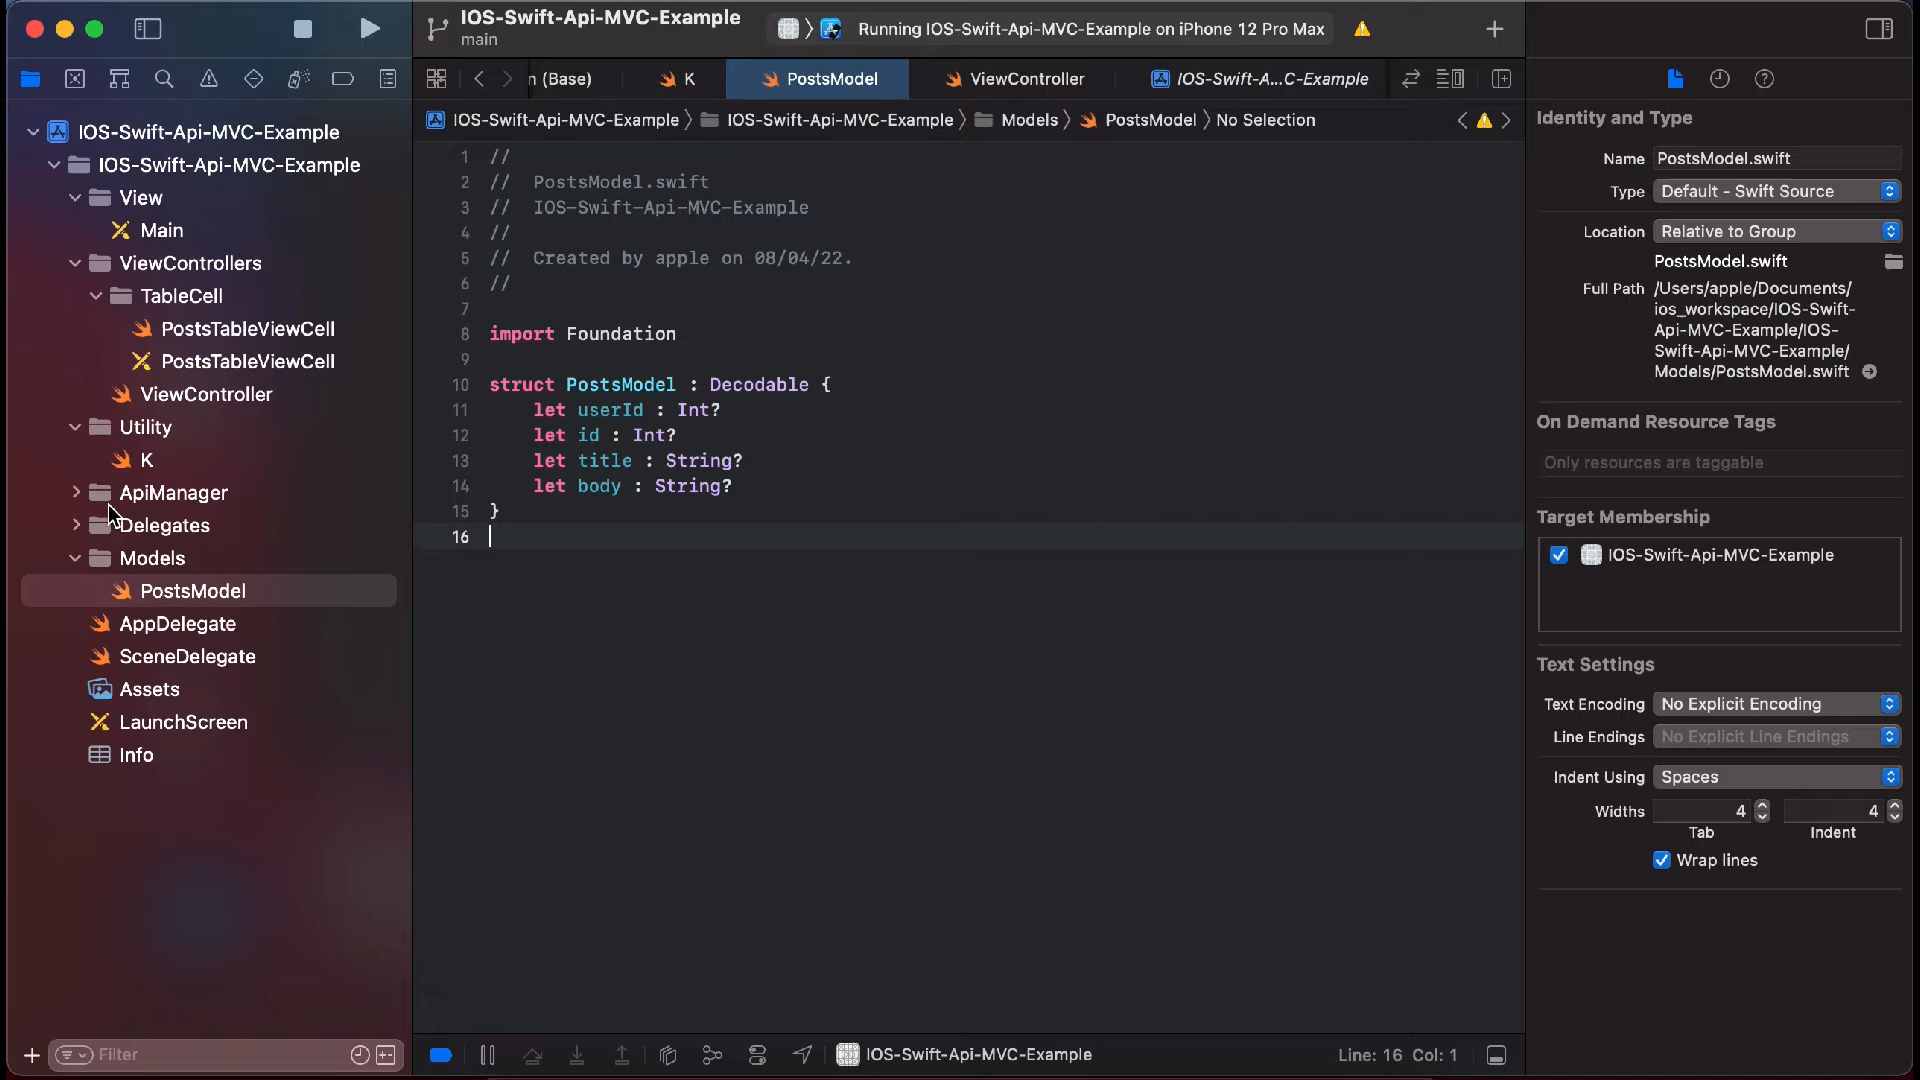 IOS-Swift-Api-MVC-Example
main
Running IOS-Swift-Api-MVC-Example on iPhone 12 Pro Max
n (Base)
K
PostsModel
ViewController
IOS-Swift-A...C-Example
IOS-Swift-Api-MVC-Example
IOS-Swift-Api-MVC-Example
Models
PostsModel
No Selection
IOS-Swift-Api-MVC-Example
IOS-Swift-Api-MVC-Example
View
Main
ViewControllers
TableCell
PostsTableViewCell
PostsTableViewCell
ViewController
Utility
K
ApiManager
Delegates
Models
PostsModel
AppDelegate
SceneDelegate
Assets
LaunchScreen
Info
Filter
1 //
2 // PostsModel.swift
3 // IOS-Swift-Api-MVC-Example
4 //
5 // Created by apple on 08/04/22.
6 //
7
8 import Foundation
9
10 struct PostsModel : Decodable {
11 let userId : Int?
12 let id : Int?
13 let title : String?
14 let body : String?
15 }
16
IOS-Swift-Api-MVC-Example
Line: 16 Col: 1
Identity and Type
Name PostsModel.swift
Type Default - Swift Source
Location Relative to Group
PostsModel.swift
Full Path /Users/apple/Documents/
ios_workspace/IOS-Swift-
Api-MVC-Example/IOS-
Swift-Api-MVC-Example/
Models/PostsModel.swift
On Demand Resource Tags
Only resources are taggable
Target Membership
IOS-Swift-Api-MVC-Example
Text Settings
Text Encoding No Explicit Encoding
Line Endings No Explicit Line Endings
Indent Using Spaces
Widths 4 4
Tab Indent
Wrap lines